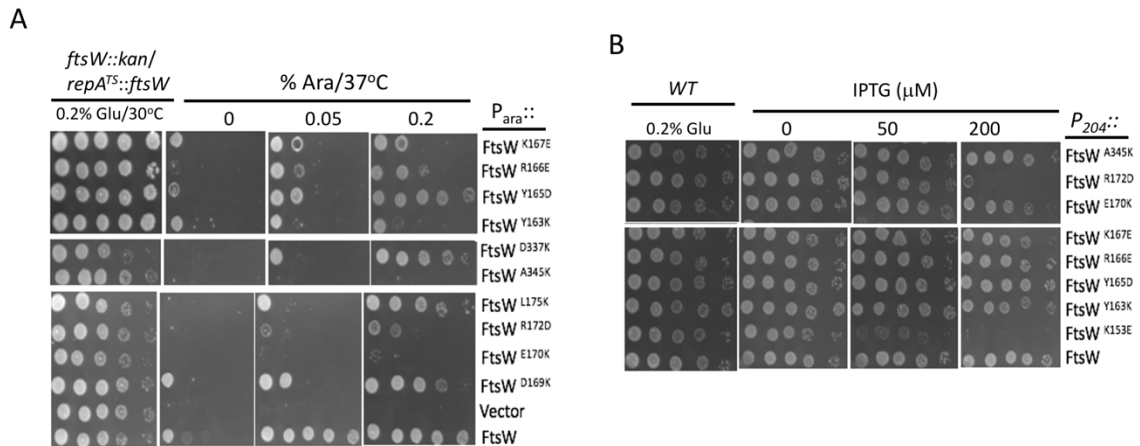 A
ftsW::kan/
repA^TS::ftsW
% Ara/37°C
0.2% Glu/30°C
0
0.05
0.2
P_ara::
FtsW^K167E
FtsW^R166E
FtsW^Y165D
FtsW^Y163K
FtsW^D337K
FtsW^A345K
FtsW^L175K
FtsW^R172D
FtsW^E170K
FtsW^D169K
Vector
FtsW
B
WT
IPTG (μM)
0.2% Glu
0
50
200
P_204::
FtsW^A345K
FtsW^R172D
FtsW^E170K
FtsW^K167E
FtsW^R166E
FtsW^Y165D
FtsW^Y163K
FtsW^K153E
FtsW